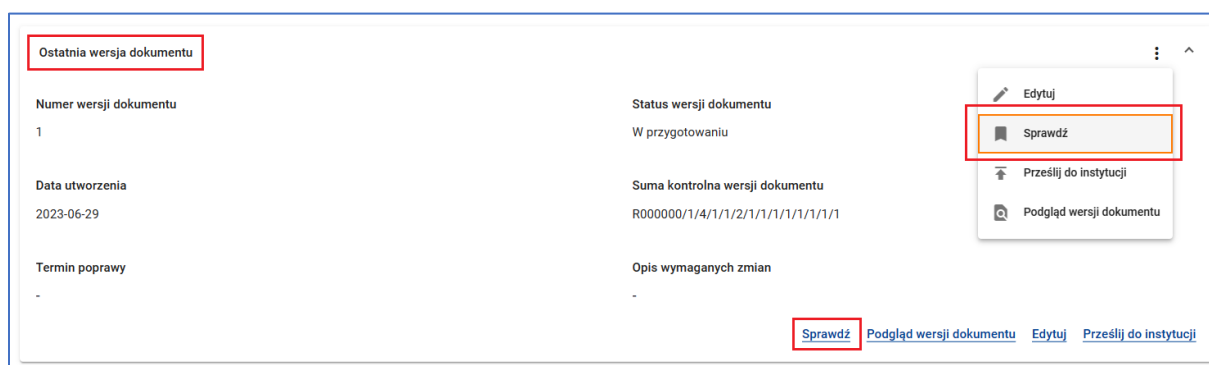 Ostatnia wersja dokumentu
Edytuj
Numer wersji dokumentu
Status wersji dokumentu
1
W przygotowaniu
Sprawdź
Prześlij do instytucji
Data utworzenia
Suma kontrolna wersji dokumentu
2023-06-29
R000000/1/4/1/1/2/1/1/1/1/1/1/1/1
Podgląd wersji dokumentu
Termin poprawy
Opis wymaganych zmian
-
-
Sprawdź Podgląd wersji dokumentu Edytuj Prześlij do instytucji